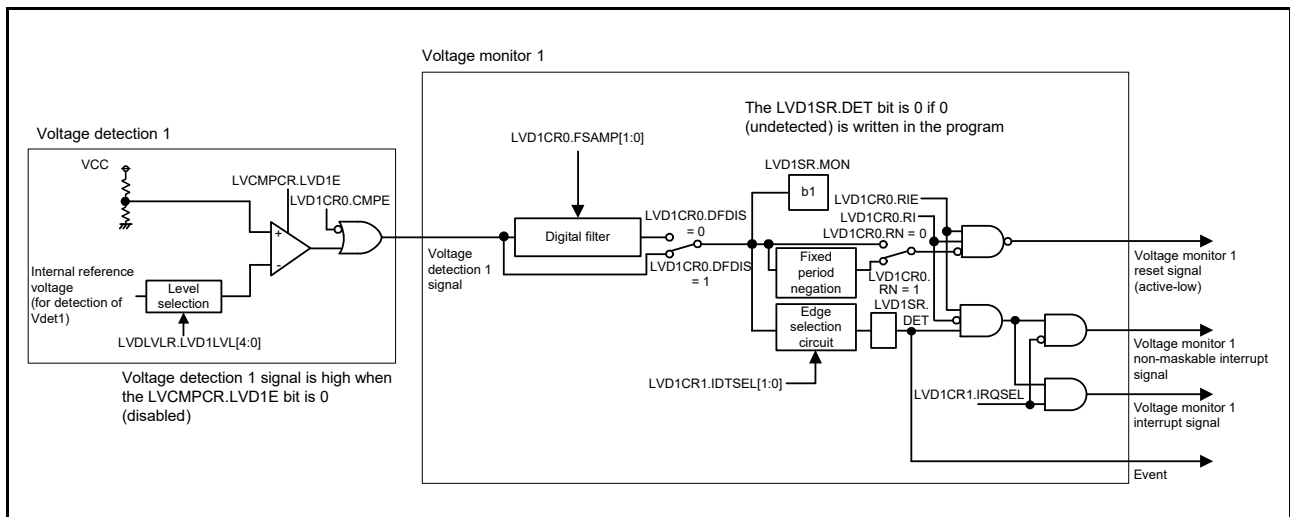 Voltage monitor 1
The LVD1SR.DET bit is 0 if 0
(undetected) is written in the program
Voltage detection 1
LVD1CR0.FSAMP[1:0]
VCC
LVCMPCR.LVD1E
LVD1CR0.CMPE
LVD1SR.MON
b1
LVD1CR0.RIE
LVD1CR0.RI
LVD1CR0.RN = 0
LVD1CR0.DFDIS
= 0
Digital filter
+
-
Voltage
detection 1
signal
LVD1CR0.DFDIS
= 1
Fixed
period
negation
LVD1CR0.
RN = 1
Voltage monitor 1
reset signal
(active-low)
Internal reference
voltage
(for detection of
Vdet1)
Level
selection
LVDLVLR.LVD1LVL[4:0]
LVD1SR.
DET
Edge
selection
circuit
Voltage monitor 1
non-maskable interrupt
signal
LVD1CR1.IDTSEL[1:0]
Voltage detection 1 signal is high when
the LVCMPCR.LVD1E bit is 0
(disabled)
LVD1CR1.IRQSEL
Voltage monitor 1
interrupt signal
Event